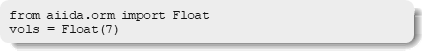 from aiida.orm import Float
vols = Float(7)